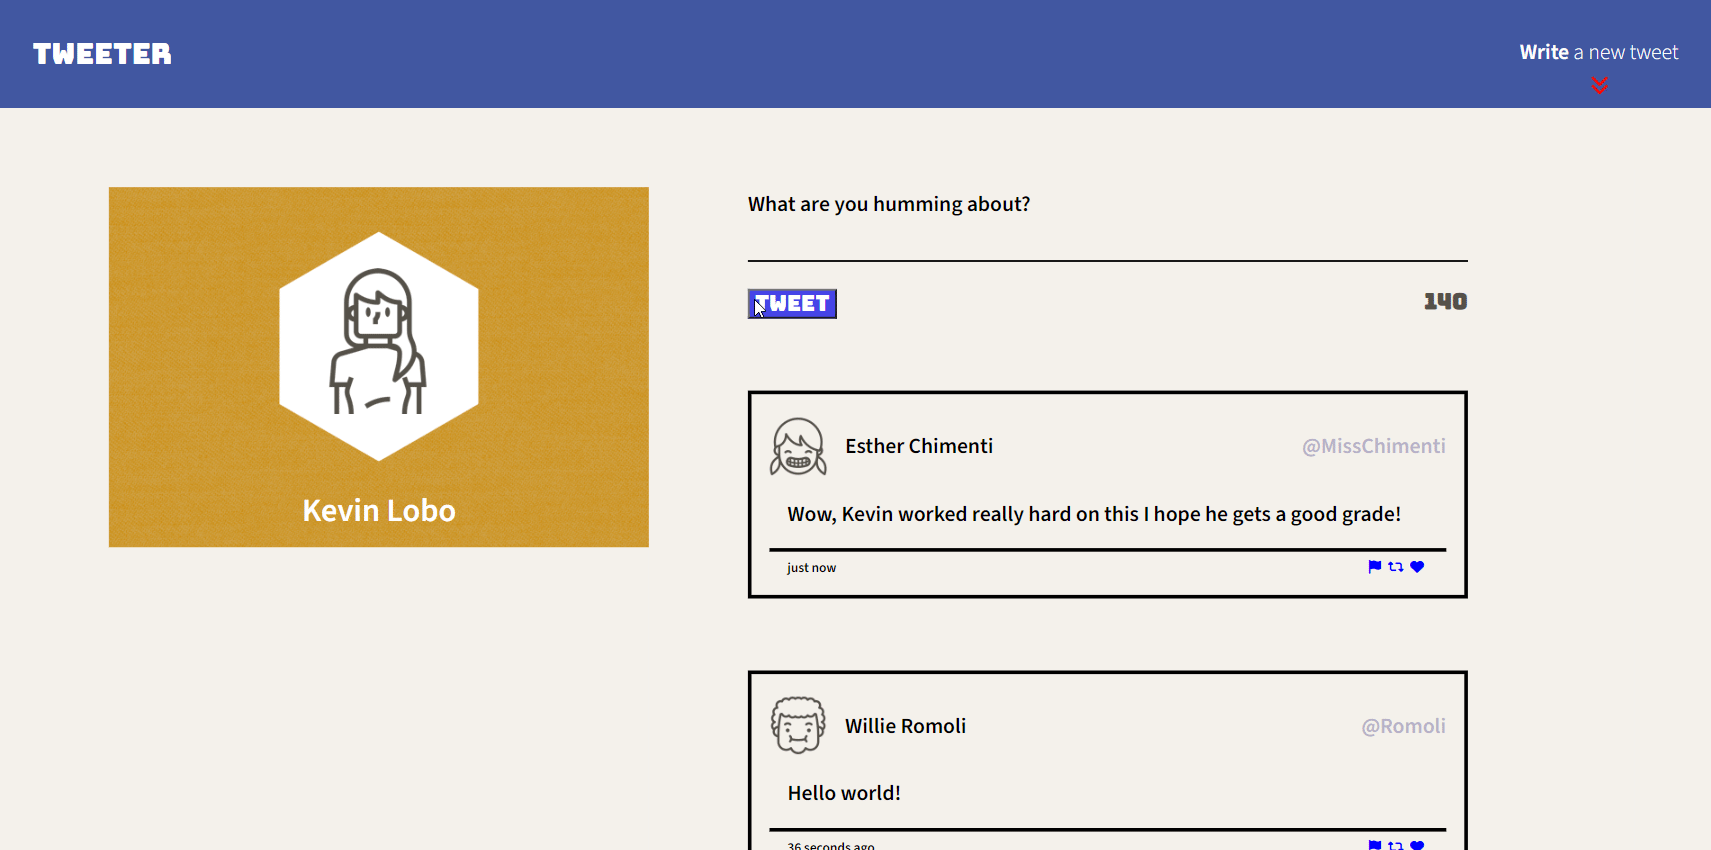 TWEETER
Write a new tweet
Kevin Lobo
What are you humming about?
TWEET
140
Esther Chimenti
@MissChimenti
Wow, Kevin worked really hard on this I hope he gets a good grade!
just now
Willie Romoli
@Romoli
Hello world!
36 seconds ago